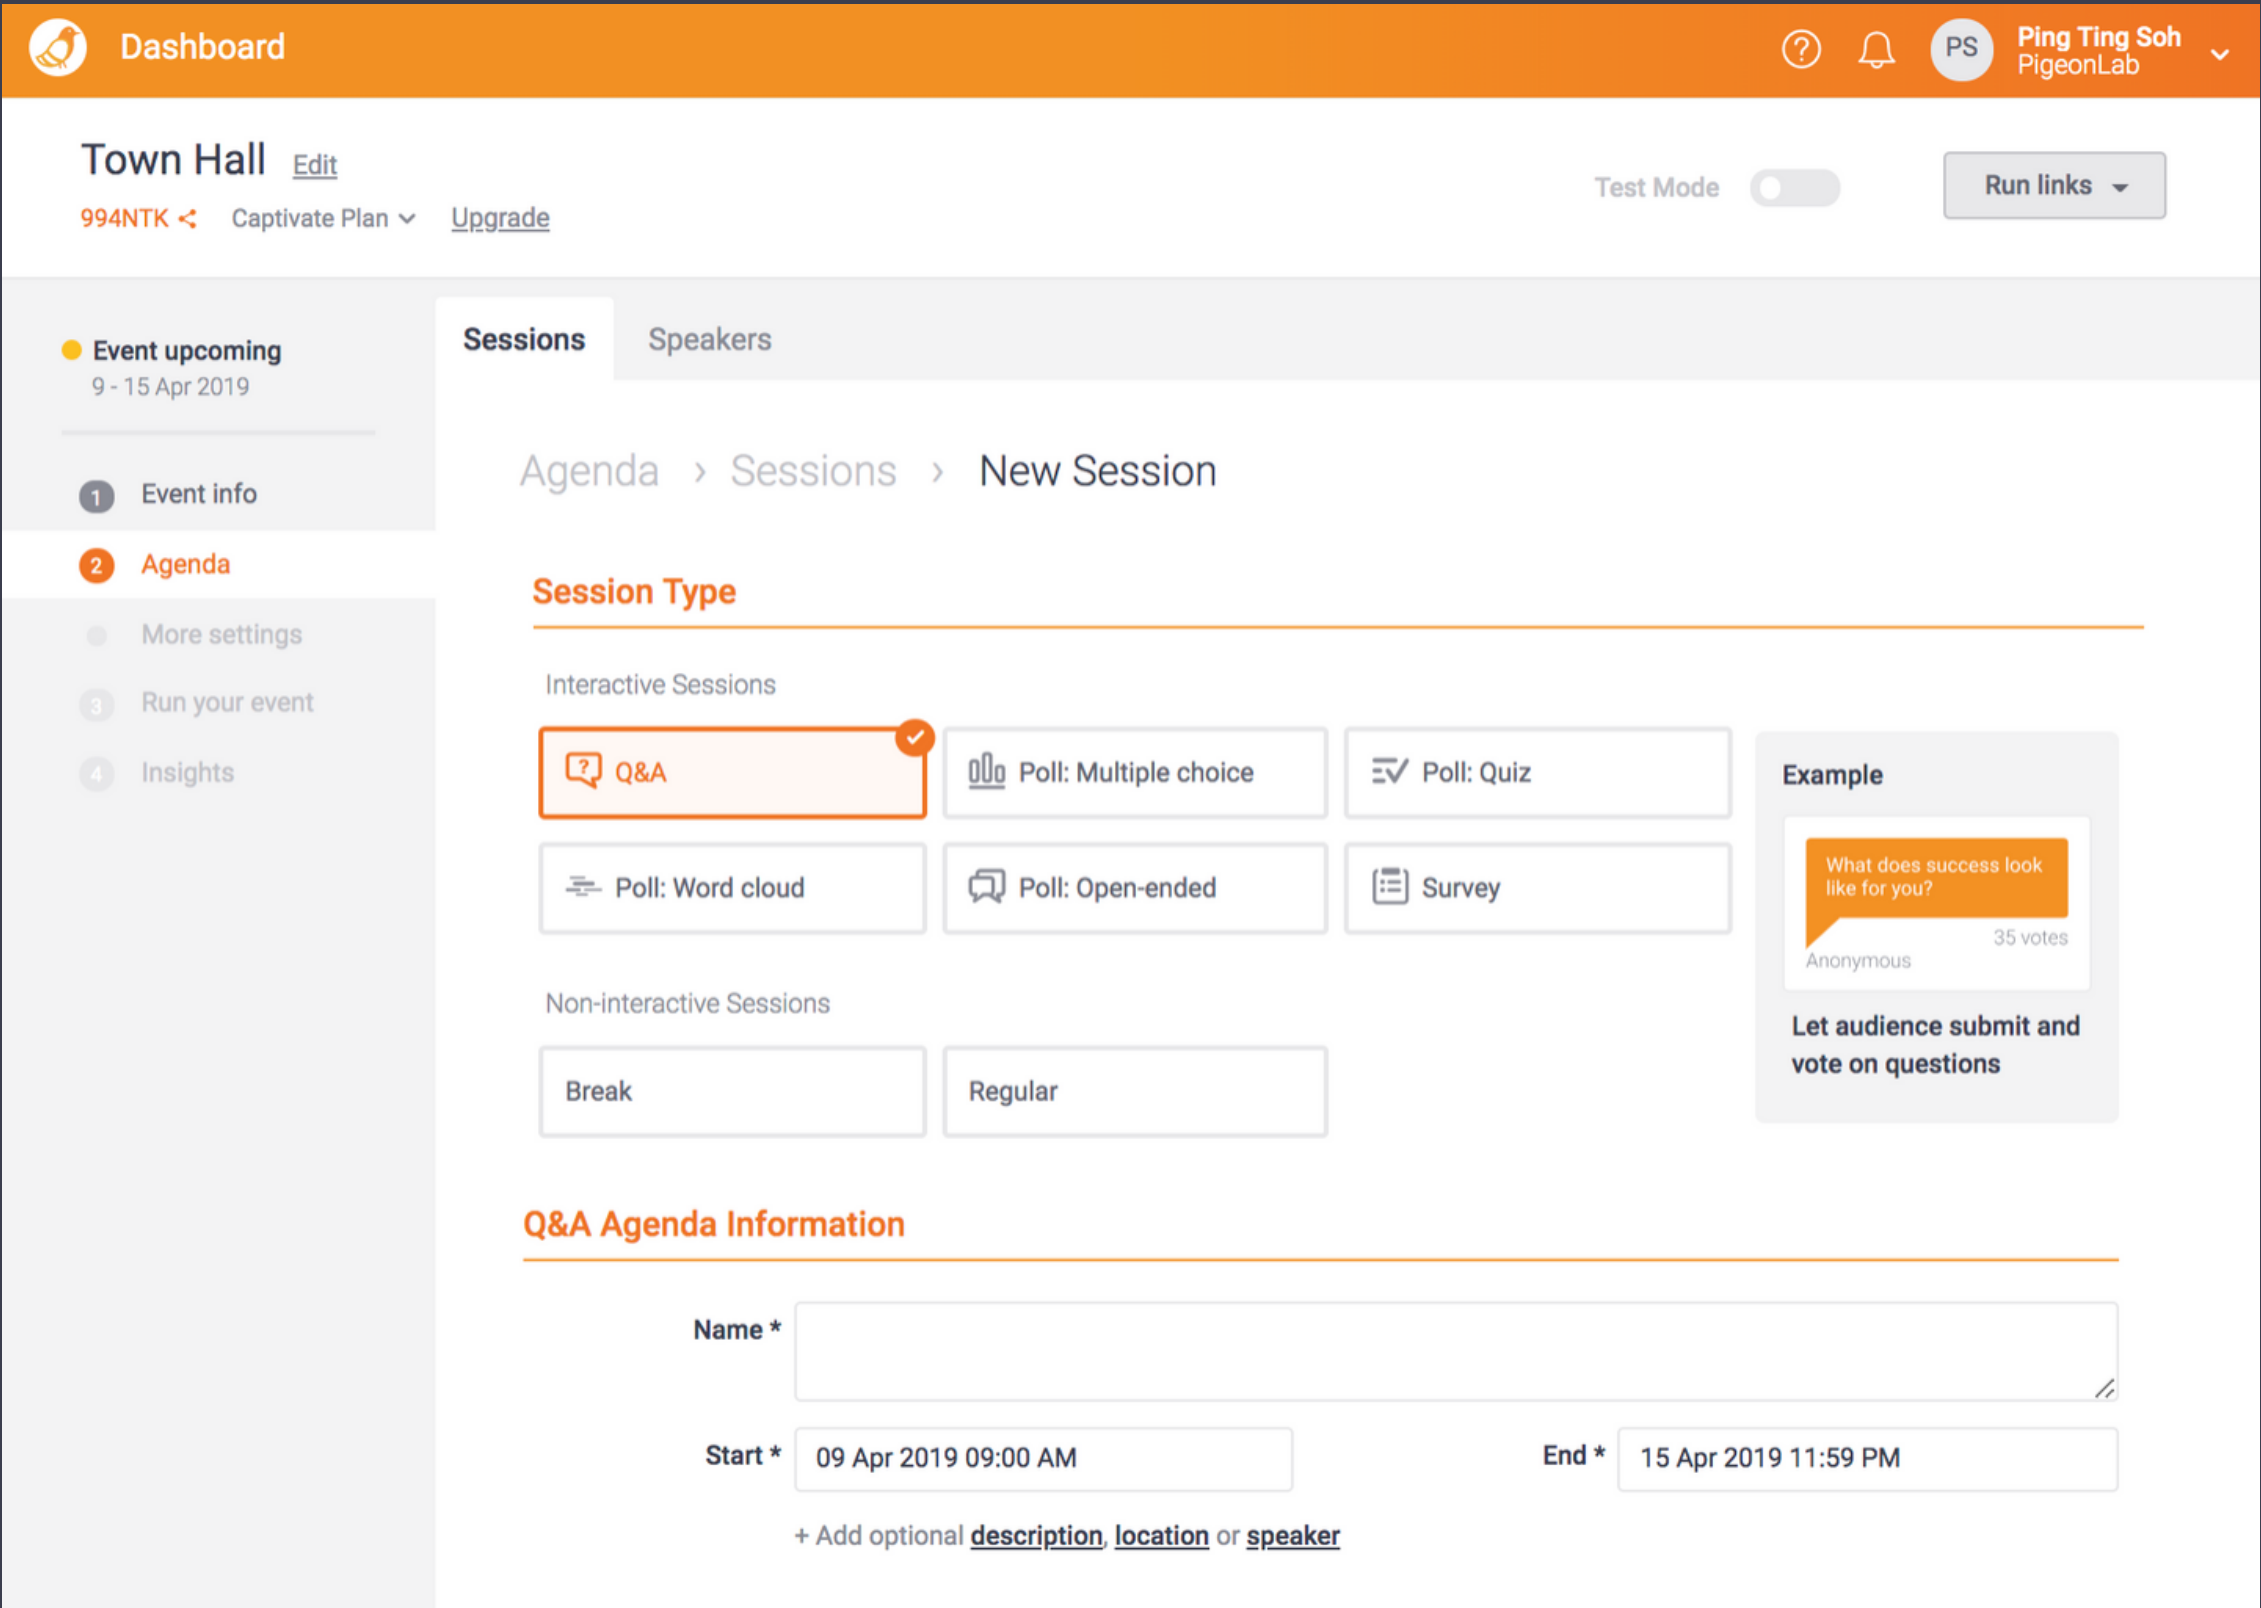 Dashboard
PS
Ping Ting Soh
PigeonLab
Town Hall Edit
994NTK Captivate Plan Upgrade
Test Mode
Run links
Event upcoming
9 - 15 Apr 2019
1 Event info
2 Agenda
More settings
3 Run your event
4 Insights
Sessions Speakers
Agenda › Sessions › New Session
Session Type
Interactive Sessions
Q&A
Poll: Multiple choice
Poll: Quiz
Poll: Word cloud
Poll: Open-ended
Survey
Example
What does success look
like for you?
35 votes
Anonymous
Let audience submit and
vote on questions
Non-interactive Sessions
Break
Regular
Q&A Agenda Information
Name *
Start * 09 Apr 2019 09:00 AM
End * 15 Apr 2019 11:59 PM
+ Add optional description, location or speaker